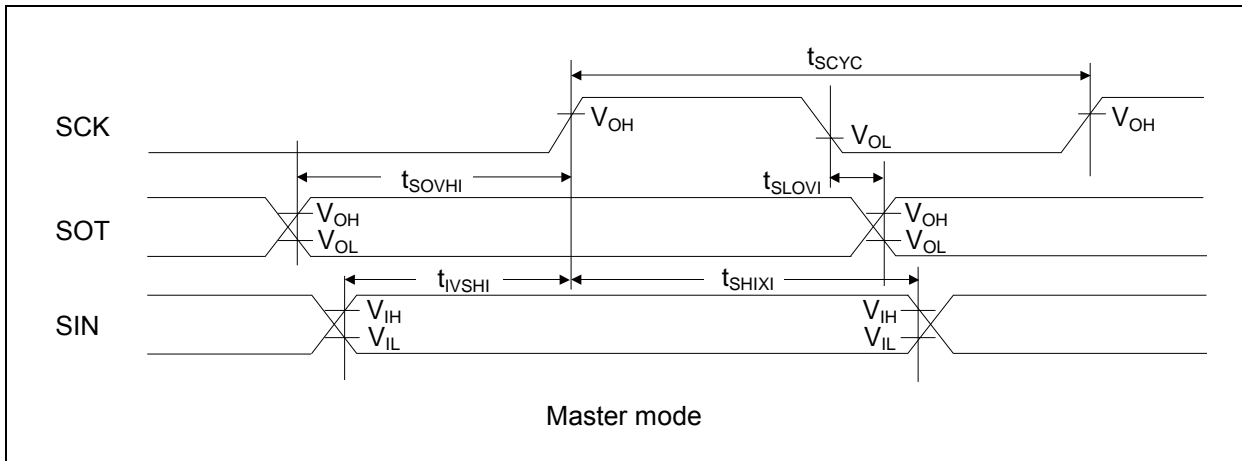 tSCYC
SCK
VOH
VOL
VOH
tSOVHI
tSLOVI
SOT
VOH
VOL
VOH
VOL
tIVSHI
tSHIXI
SIN
VIH
VIL
VIH
VIL
Master mode